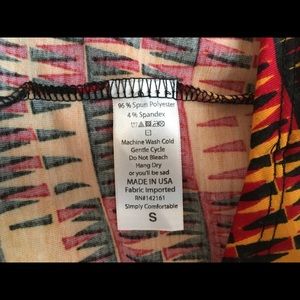 96 % Spun Polyester
4 % Spandex
Machine Wash Cold
Gentle Cycle
Do Not Bleach
Hang Dry
or you'll be sad
MADE IN USA
Fabric Imported
RN#142161
Simply Comfortable
S